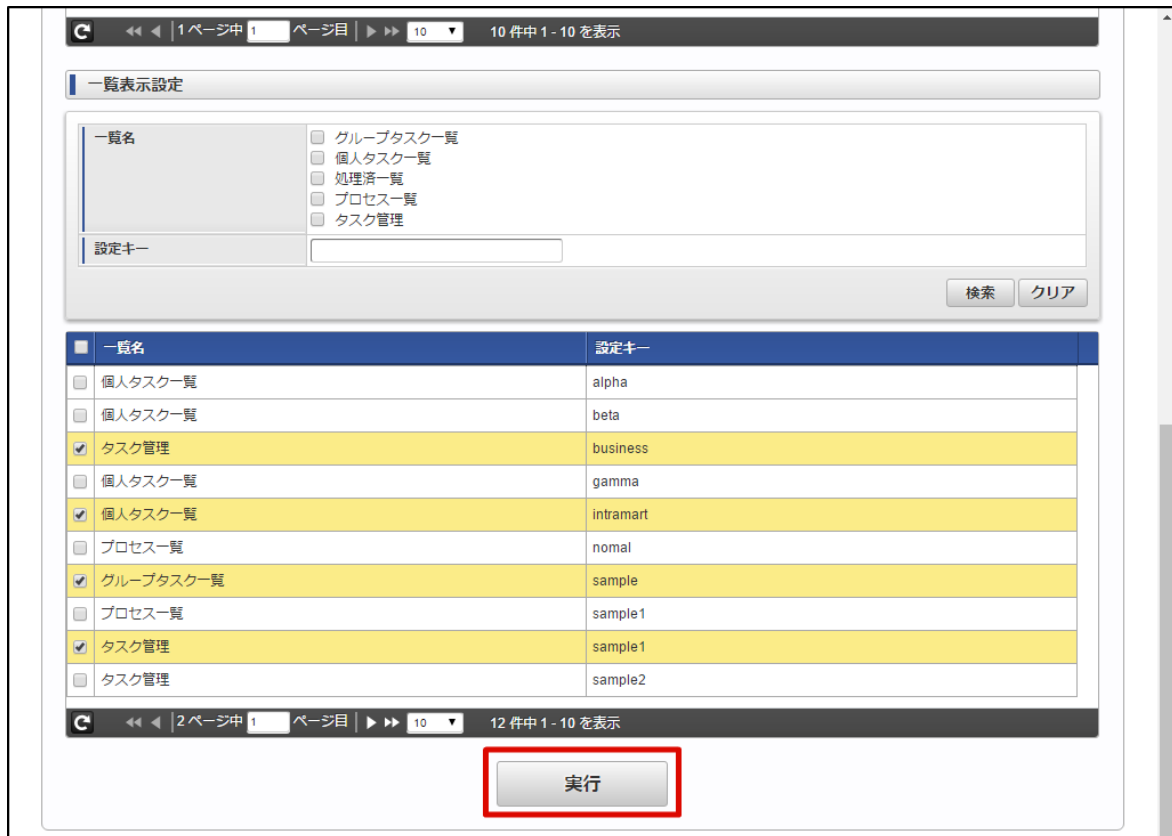 1 ページ中 1 ページ目 10 10 件中 1 - 10 を表示
一覧表示設定
一覧名
グループタスク一覧
個人タスク一覧
処理済一覧
プロセス一覧
タスク管理
設定キー
検索 クリア
一覧名 設定キー
個人タスク一覧 alpha
個人タスク一覧 beta
タスク管理 business
個人タスク一覧 gamma
個人タスク一覧 intramart
プロセス一覧 nomal
グループタスク一覧 sample
プロセス一覧 sample1
タスク管理 sample1
タスク管理 sample2
2 ページ中 1 ページ目 10 12 件中 1 - 10 を表示
実行